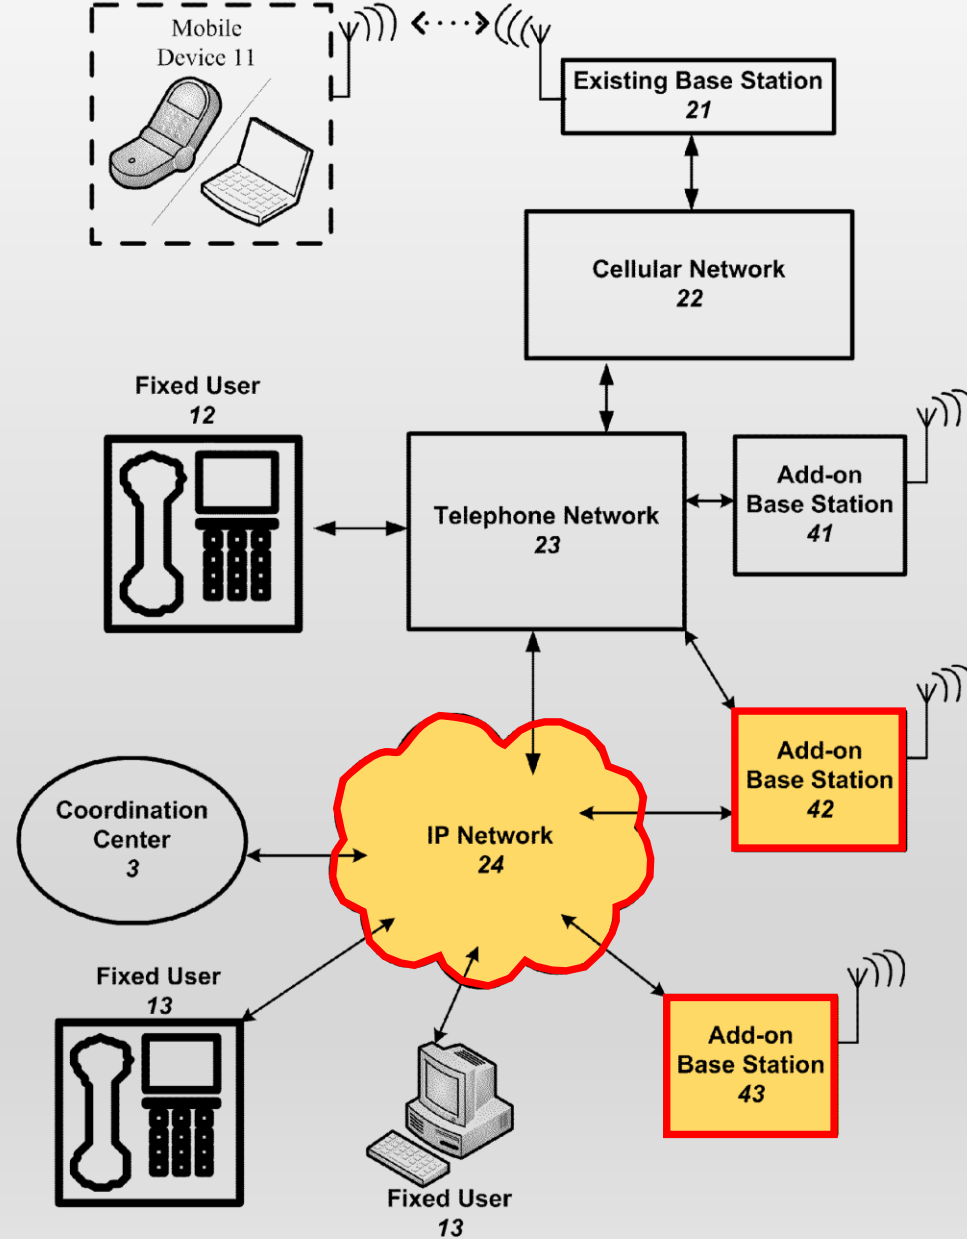 Mobile
Device 11
Existing Base Station
21
Cellular Network
22
Fixed User
12
Telephone Network
23
Add-on
Base Station
41
Add-on
Base Station
42
Coordination
Center
3
IP Network
24
Fixed User
13
Add-on
Base Station
43
Fixed User
13